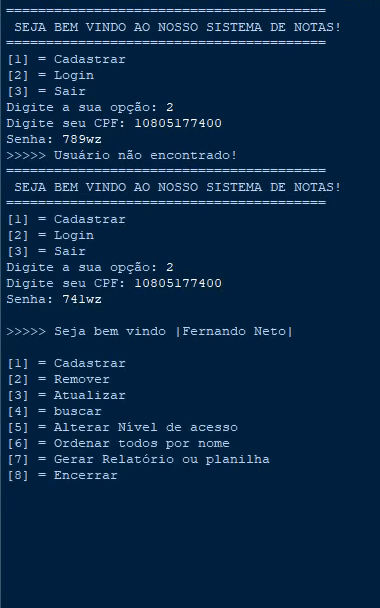 =========================================
SEJA BEM VINDO AO NOSSO SISTEMA DE NOTAS!
=========================================
[1] = Cadastrar
[2] = Login
[3] = Sair
Digite a sua opção: 2
Digite seu CPF: 10805177400
Senha: 789wz
>>>>> Usuário não encontrado!
=========================================
SEJA BEM VINDO AO NOSSO SISTEMA DE NOTAS!
=========================================
[1] = Cadastrar
[2] = Login
[3] = Sair
Digite a sua opção: 2
Digite seu CPF: 10805177400
Senha: 741wz
>>>>> Seja bem vindo |Fernando Neto|
[1] = Cadastrar
[2] = Remover
[3] = Atualizar
[4] = buscar
[5] = Alterar Nível de acesso
[6] = Ordenar todos por nome
[7] = Gerar Relatório ou planilha
[8] = Encerrar